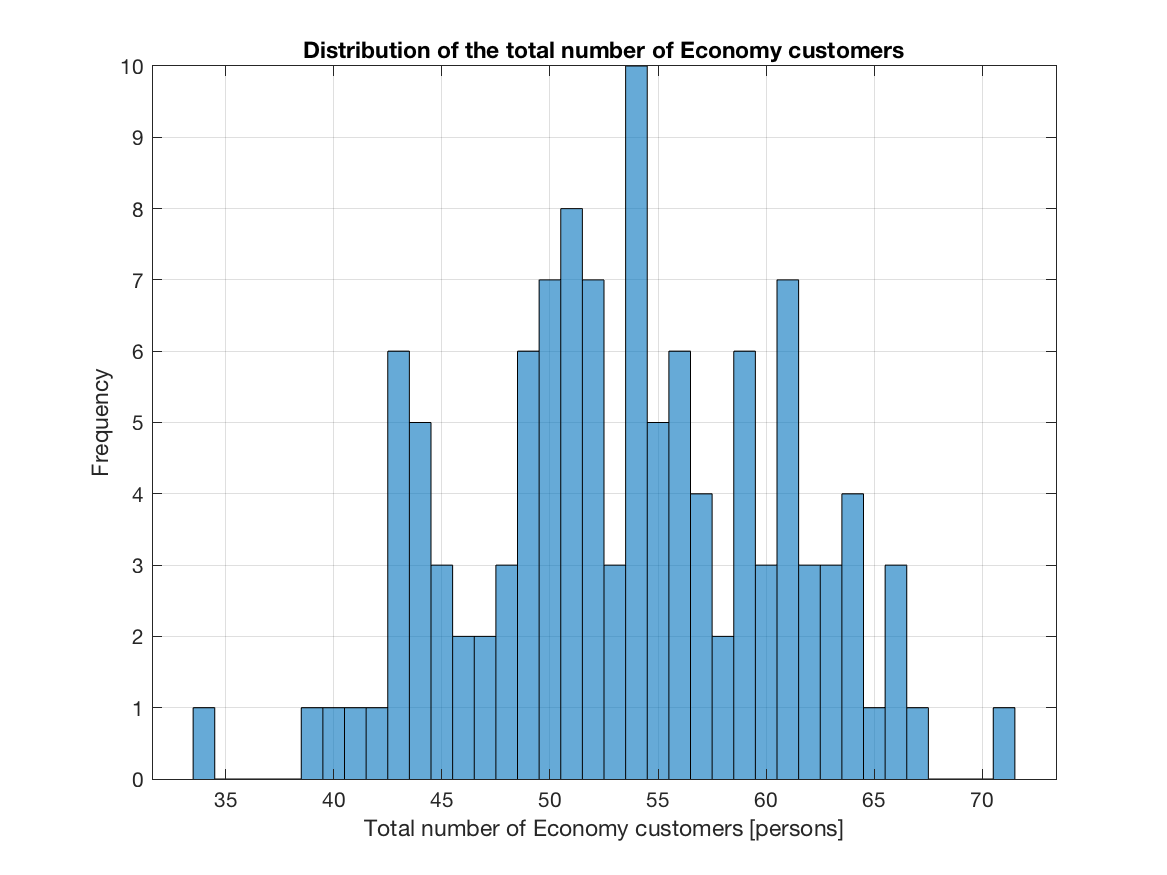 Distribution of the total number of Economy customers
10
9
8
7
6
5
4
3
2
1
0
Frequency
35 40 45 50 55 60 65 70
Total number of Economy customers [persons]